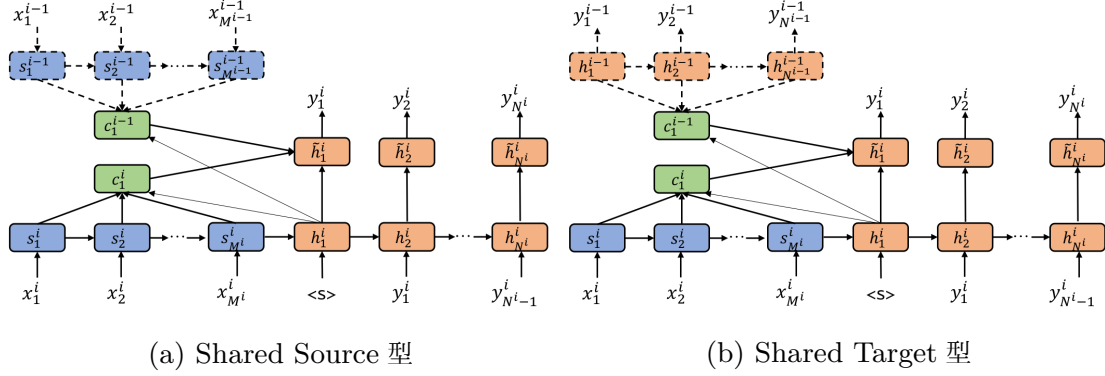 x_1^{i-1} x_2^{i-1} x_{M^{i-1}}^{i-1}
s_1^{i-1} s_2^{i-1} ... s_{M^{i-1}}^{i-1}
c_1^{i-1}
y_1^i y_2^i y_{N^i}^i
h̃_1^i h̃_2^i h̃_{N^i}^i
c_1^i
s_1^i s_2^i ... s_{M^i}^i h_1^i h_2^i ... h_{N^i}^i
x_1^i x_2^i x_{M^i}^i <s> y_1^i y_{N^i-1}^i
(a) Shared Source 型
y_1^{i-1} y_2^{i-1} y_{N^{i-1}}^{i-1}
h_1^{i-1} h_2^{i-1} ... h_{N^{i-1}}^{i-1}
c_1^{i-1}
y_1^i y_2^i y_{N^i}^i
h̃_1^i h̃_2^i h̃_{N^i}^i
c_1^i
s_1^i s_2^i ... s_{M^i}^i h_1^i h_2^i ... h_{N^i}^i
x_1^i x_2^i x_{M^i}^i <s> y_1^i y_{N^i-1}^i
(b) Shared Target 型